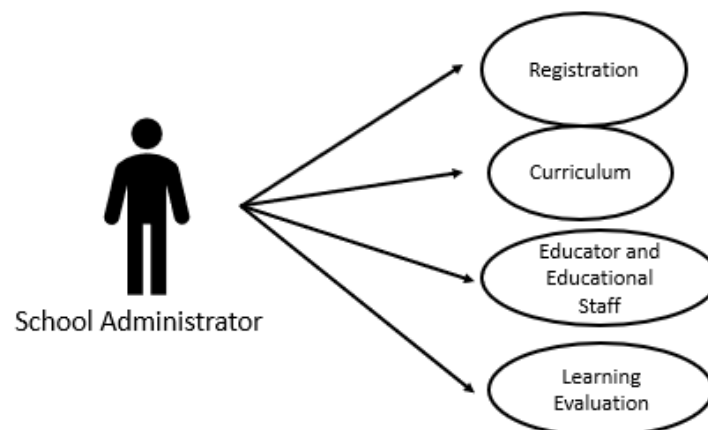 Registration
Curriculum
Educator and
Educational
Staff
School Administrator
Learning
Evaluation